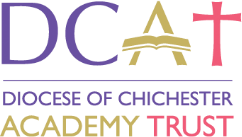 DCAt
DIOCESE OF CHICHESTER
ACADEMY TRUST